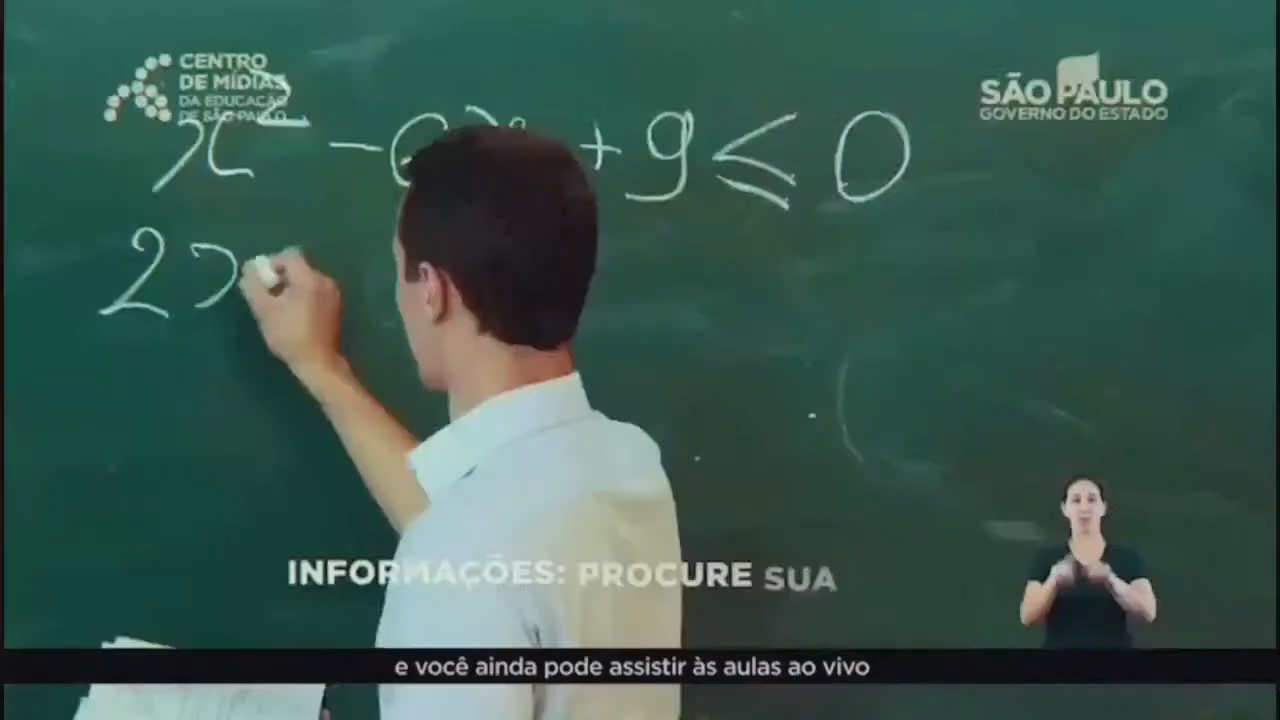 CENTRO
DE MÍDIAS
DA EDUCAÇÃO
DE SÃO PAULO
SÃO PAULO
GOVERNO DO ESTADO
x² - 6x + 9 ≤ 0
2x
INFORMAÇÕES: PROCURE SUA
e você ainda pode assistir às aulas ao vivo